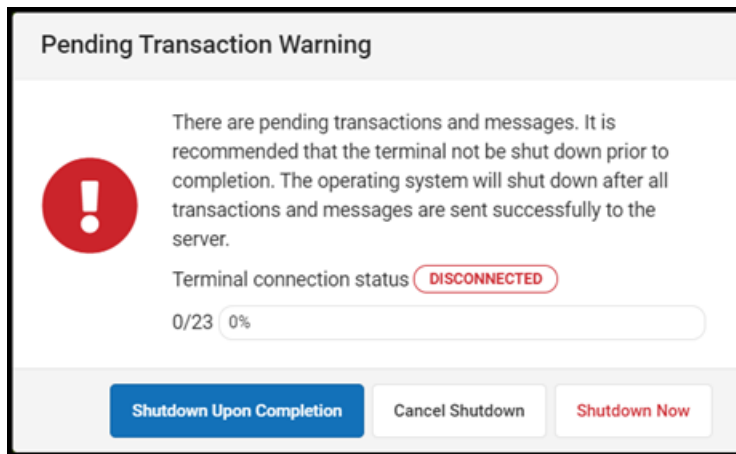 Pending Transaction Warning
There are pending transactions and messages. It is
recommended that the terminal not be shut down prior to
completion. The operating system will shut down after all
transactions and messages are sent successfully to the
server.
Terminal connection status DISCONNECTED
0/23 0%
Shutdown Upon Completion Cancel Shutdown Shutdown Now